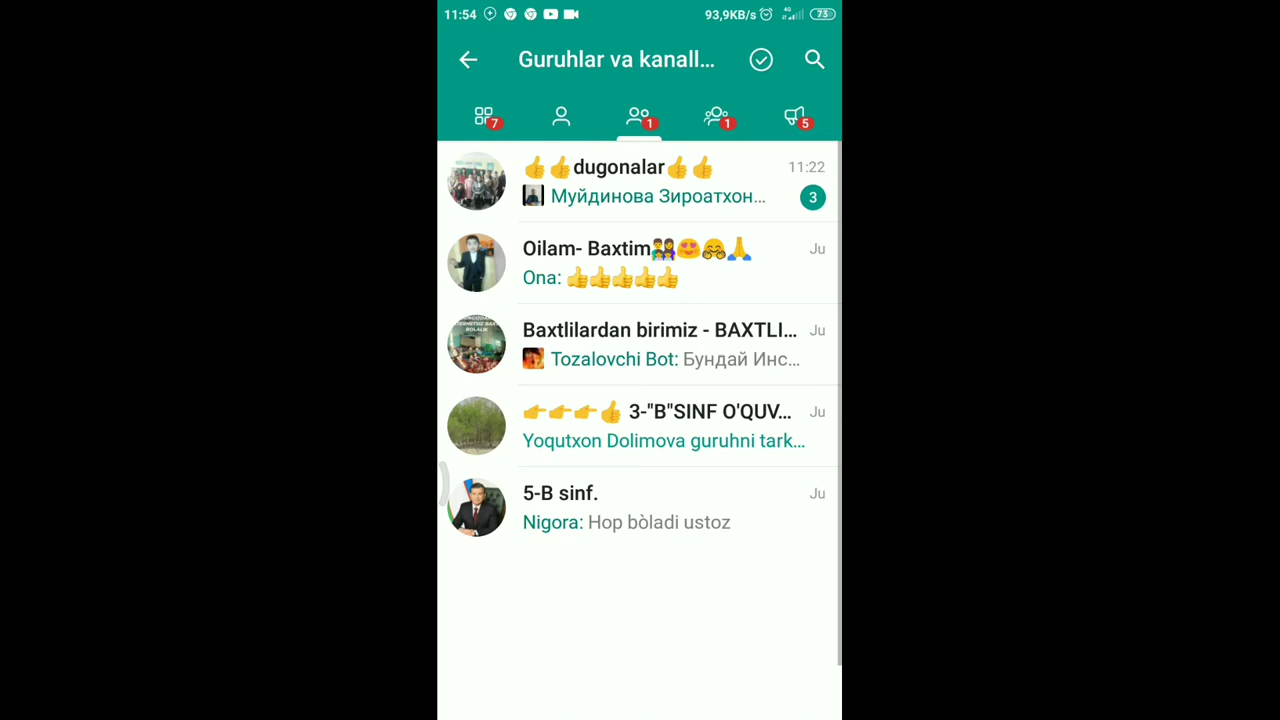 11:54
93,9KB/s 4G 73
Guruhlar va kanall...
7 1 1 5
👍👍dugonalar👍👍 11:22
Муйдинова Зироатхон... 3
Oilam- Baxtim👨‍👩‍👧‍👦😍🤗🙏 Ju
Ona: 👍👍👍👍👍
Baxtlilardan birimiz - BAXTLI... Ju
Tozalovchi Bot: Бундай Инс...
👉👉👉👍 3-"B"SINF O'QUV... Ju
Yoqutxon Dolimova guruhni tark...
5-B sinf. Ju
Nigora: Hop bòladi ustoz